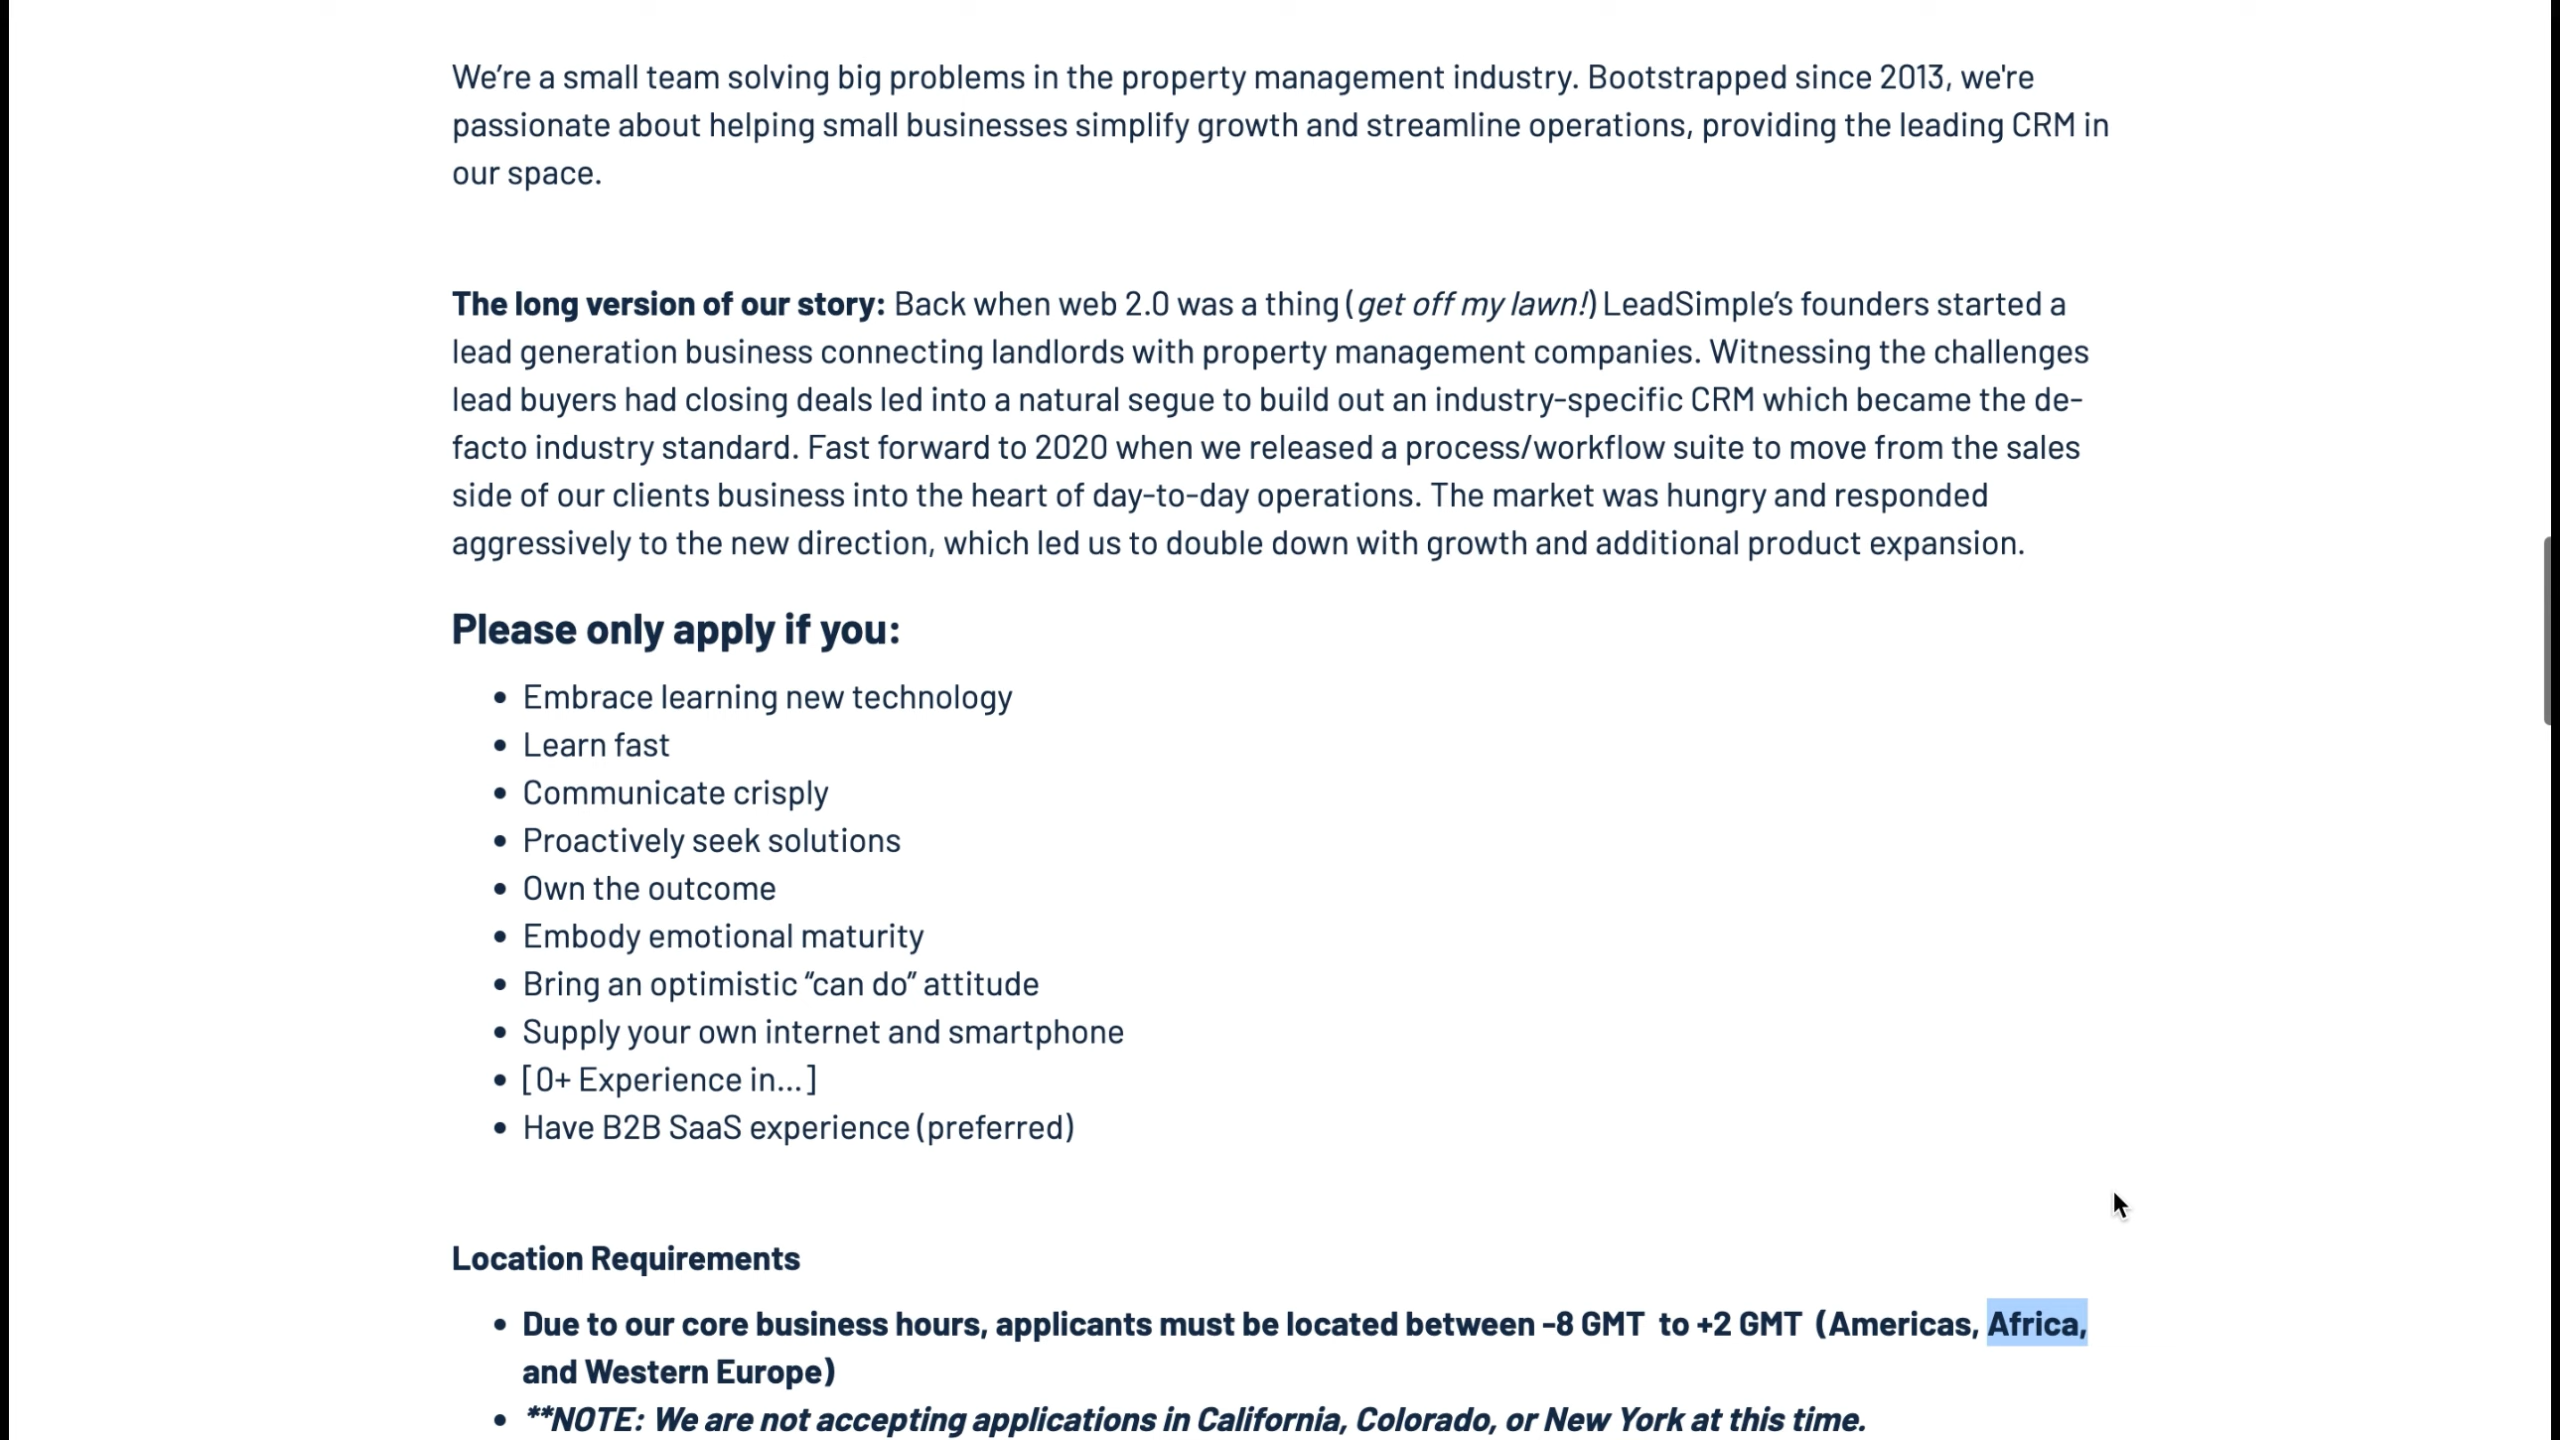 We’re a small team solving big problems in the property management industry. Bootstrapped since 2013, we're
passionate about helping small businesses simplify growth and streamline operations, providing the leading CRM in
our space.
The long version of our story: Back when web 2.0 was a thing (get off my lawn!) LeadSimple’s founders started a
lead generation business connecting landlords with property management companies. Witnessing the challenges
lead buyers had closing deals led into a natural segue to build out an industry-specific CRM which became the de-
facto industry standard. Fast forward to 2020 when we released a process/workflow suite to move from the sales
side of our clients business into the heart of day-to-day operations. The market was hungry and responded
aggressively to the new direction, which led us to double down with growth and additional product expansion.
Please only apply if you:
• Embrace learning new technology
• Learn fast
• Communicate crisply
• Proactively seek solutions
• Own the outcome
• Embody emotional maturity
• Bring an optimistic “can do” attitude
• Supply your own internet and smartphone
• [0+ Experience in...]
• Have B2B SaaS experience (preferred)
Location Requirements
• Due to our core business hours, applicants must be located between -8 GMT to +2 GMT (Americas, Africa,
and Western Europe)
• **NOTE: We are not accepting applications in California, Colorado, or New York at this time.